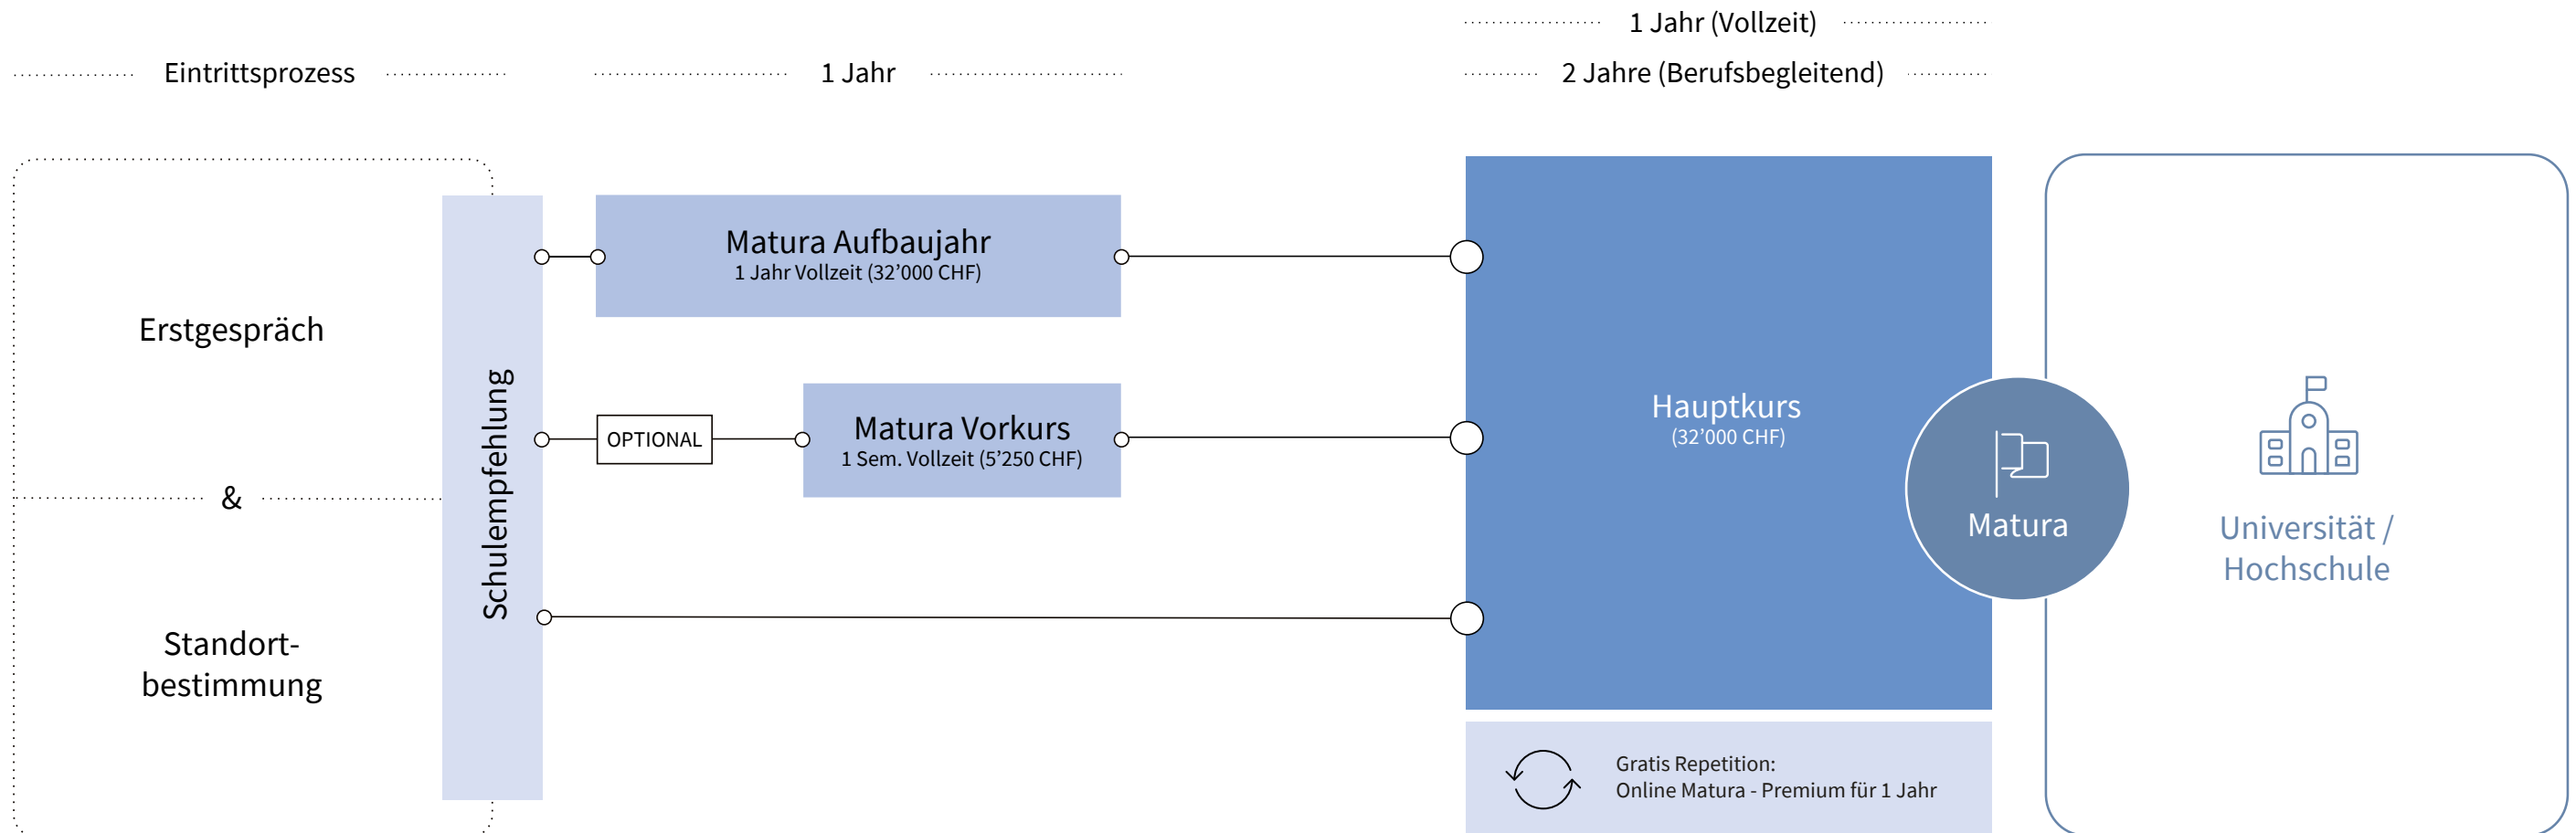 1 Jahr (Vollzeit)
Eintrittsprozess
1 Jahr
2 Jahre (Berufsbegleitend)
Erstgespräch
&
Standort-
bestimmung
Schulempfehlung
Matura Aufbaujahr
1 Jahr Vollzeit (32’000 CHF)
OPTIONAL
Matura Vorkurs
1 Sem. Vollzeit (5’250 CHF)
Hauptkurs
(32’000 CHF)
Gratis Repetition:
Online Matura - Premium für 1 Jahr
Matura
Universität /
Hochschule